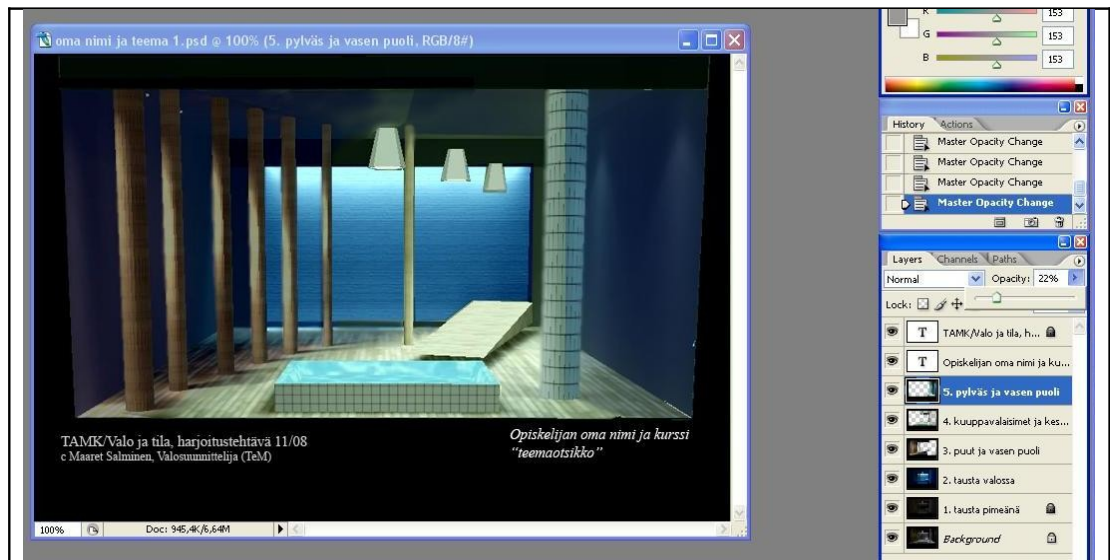 oma nimi ja teema 1.psd @ 100% (5. pylväs ja vasen puoli, RGB/8#)
TAMK/Valo ja tila, harjoitustehtävä 11/08
c Maaret Salminen, Valosuunnittelija (TeM)
Opiskelijan oma nimi ja kurssi
“teemaotsikko”
100% Doc: 945,4K/6,64M
R 153
G 153
B 153
History Actions
Master Opacity Change
Master Opacity Change
Master Opacity Change
Master Opacity Change
Layers Channels Paths
Normal Opacity: 22%
Lock:
T TAMK/Valo ja tila, h...
T Opiskelijan oma nimi ja ku...
5. pylväs ja vasen puoli
4. kuuppavalaisimet ja kes...
3. puut ja vasen puoli
2. tausta valossa
1. tausta pimeänä
Background